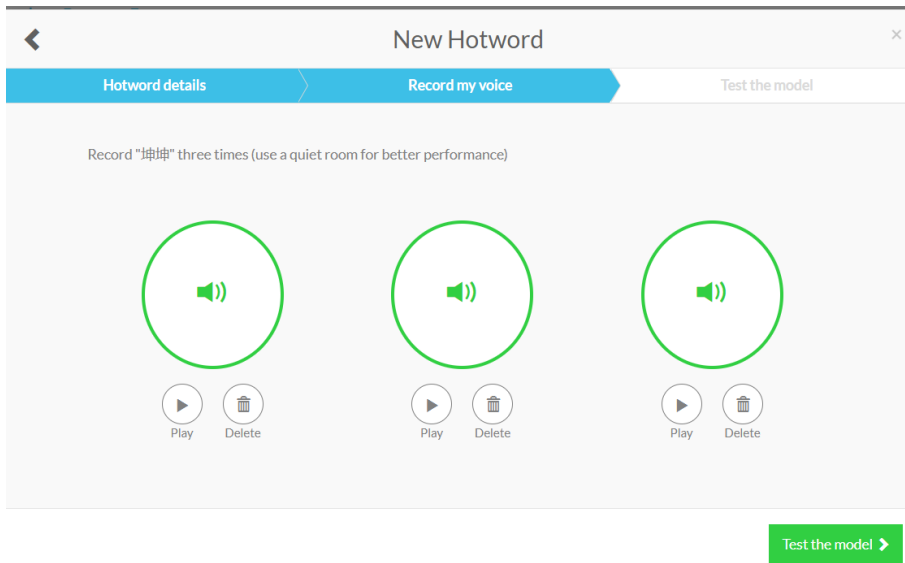 New Hotword
×
Hotword details
Record my voice
Test the model
Record "坤坤" three times (use a quiet room for better performance)
Play
Delete
Play
Delete
Play
Delete
Test the model